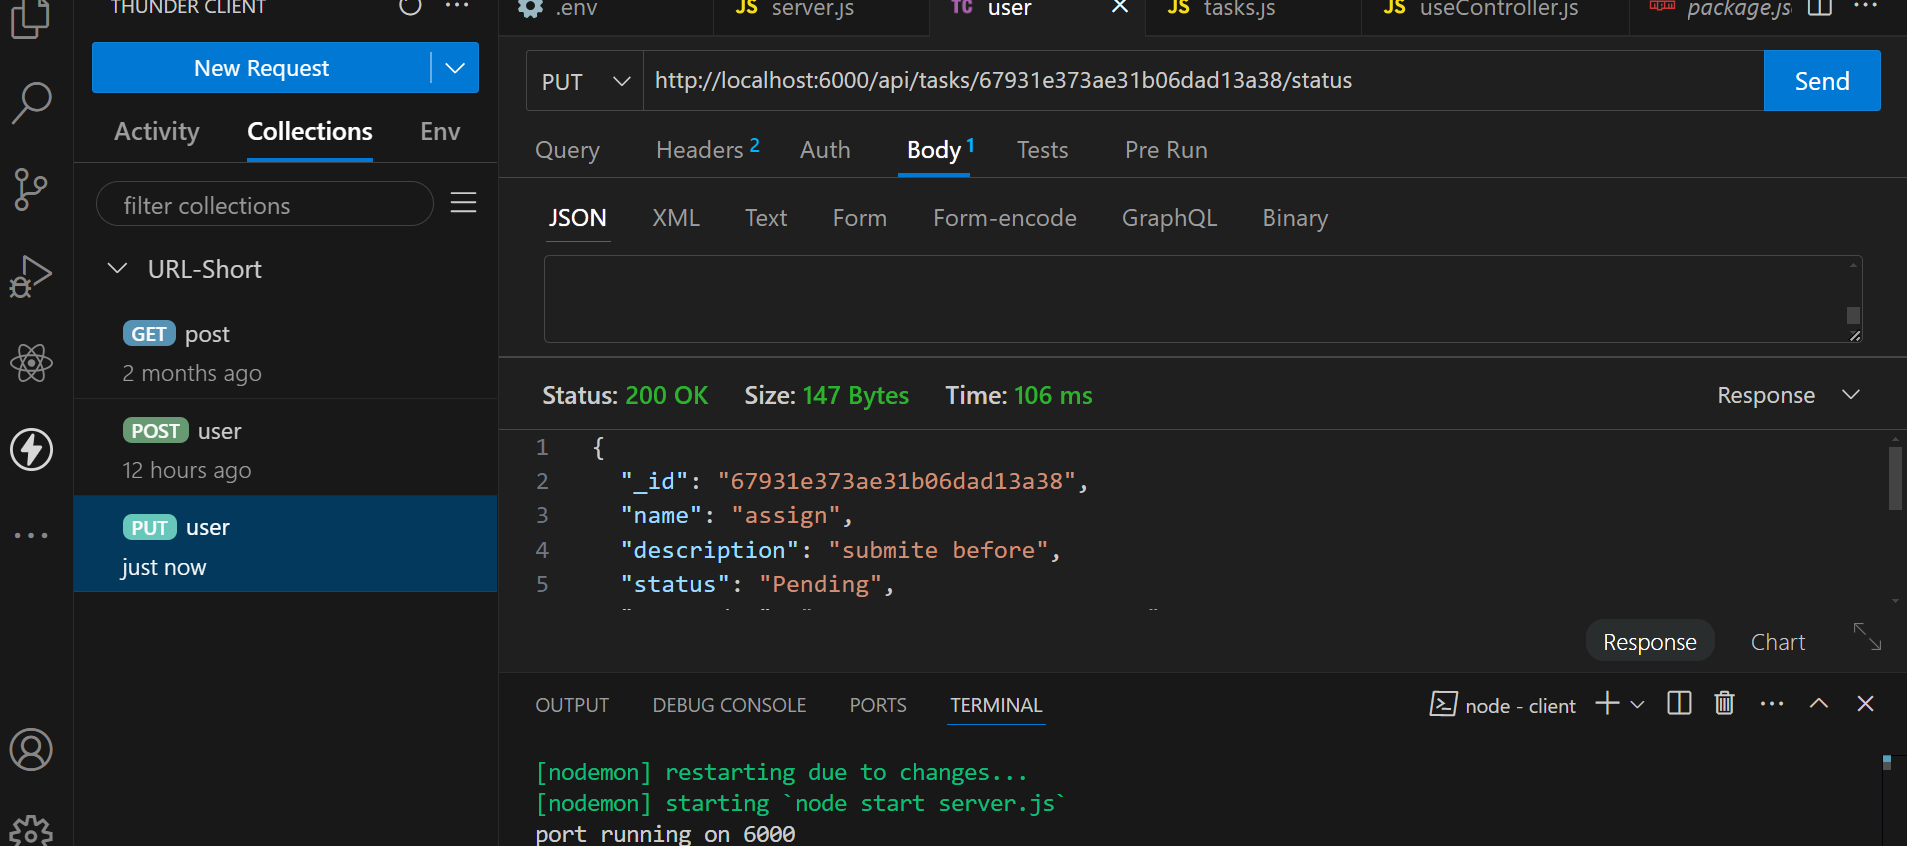 THUNDER CLIENT
New Request
Activity Collections Env
filter collections
URL-Short
GET post
2 months ago
POST user
12 hours ago
PUT user
just now
.env
JS server.js
TC user
JS tasks.js
JS useController.js
package.js
PUT http://localhost:6000/api/tasks/67931e373ae31b06dad13a38/status Send
Query Headers 2 Auth Body 1 Tests Pre Run
JSON XML Text Form Form-encode GraphQL Binary
Status: 200 OK Size: 147 Bytes Time: 106 ms Response
1 {
2 "_id": "67931e373ae31b06dad13a38",
3 "name": "assign",
4 "description": "submite before",
5 "status": "Pending",
Response Chart
OUTPUT DEBUG CONSOLE PORTS TERMINAL node - client
[nodemon] restarting due to changes...
[nodemon] starting `node start server.js`
port running on 6000